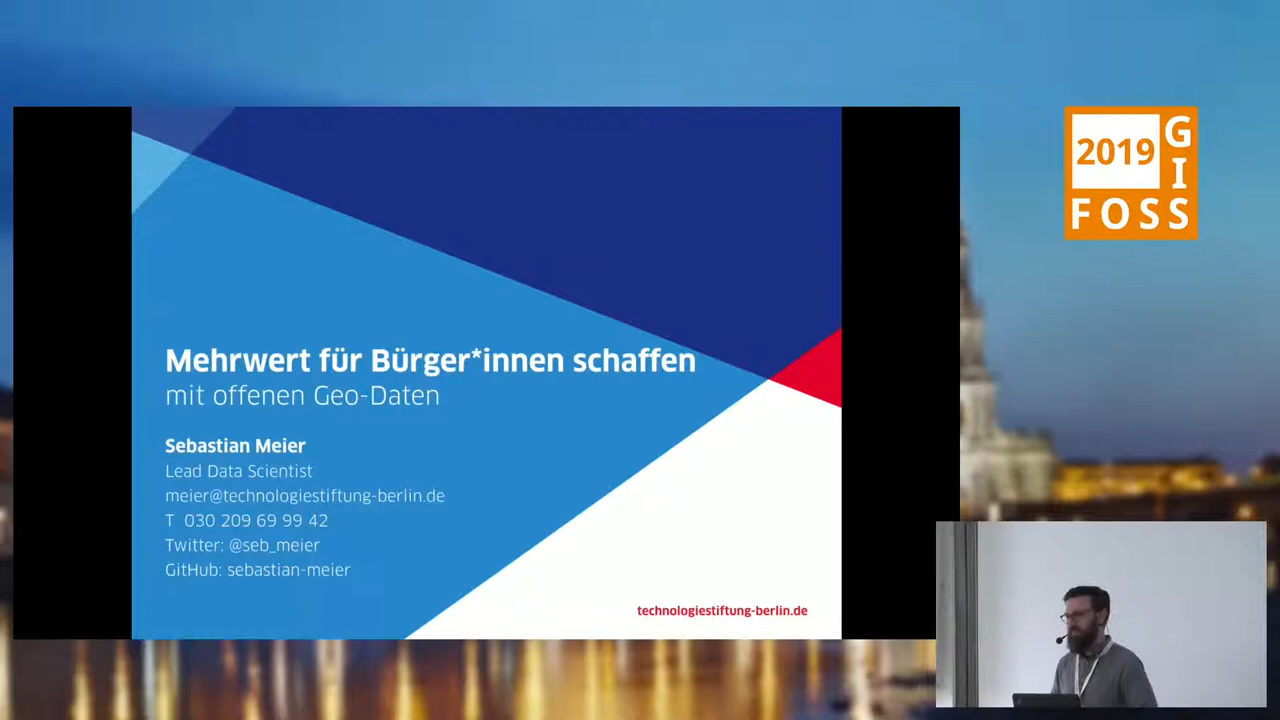 Mehrwert für Bürger*innen schaffen
mit offenen Geo-Daten
Sebastian Meier
Lead Data Scientist
meier@technologiestiftung-berlin.de
T 030 209 69 99 42
Twitter: @seb_meier
GitHub: sebastian-meier
technologiestiftung-berlin.de
2019
GIS
FOSS